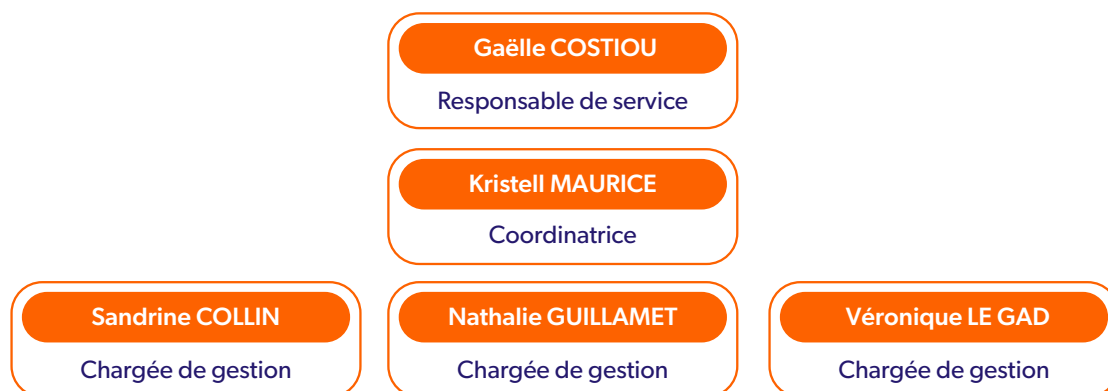 Gaëlle COSTIOU
Responsable de service
Kristell MAURICE
Coordinatrice
Sandrine COLLIN
Chargée de gestion
Nathalie GUILLAMET
Chargée de gestion
Véronique LE GAD
Chargée de gestion